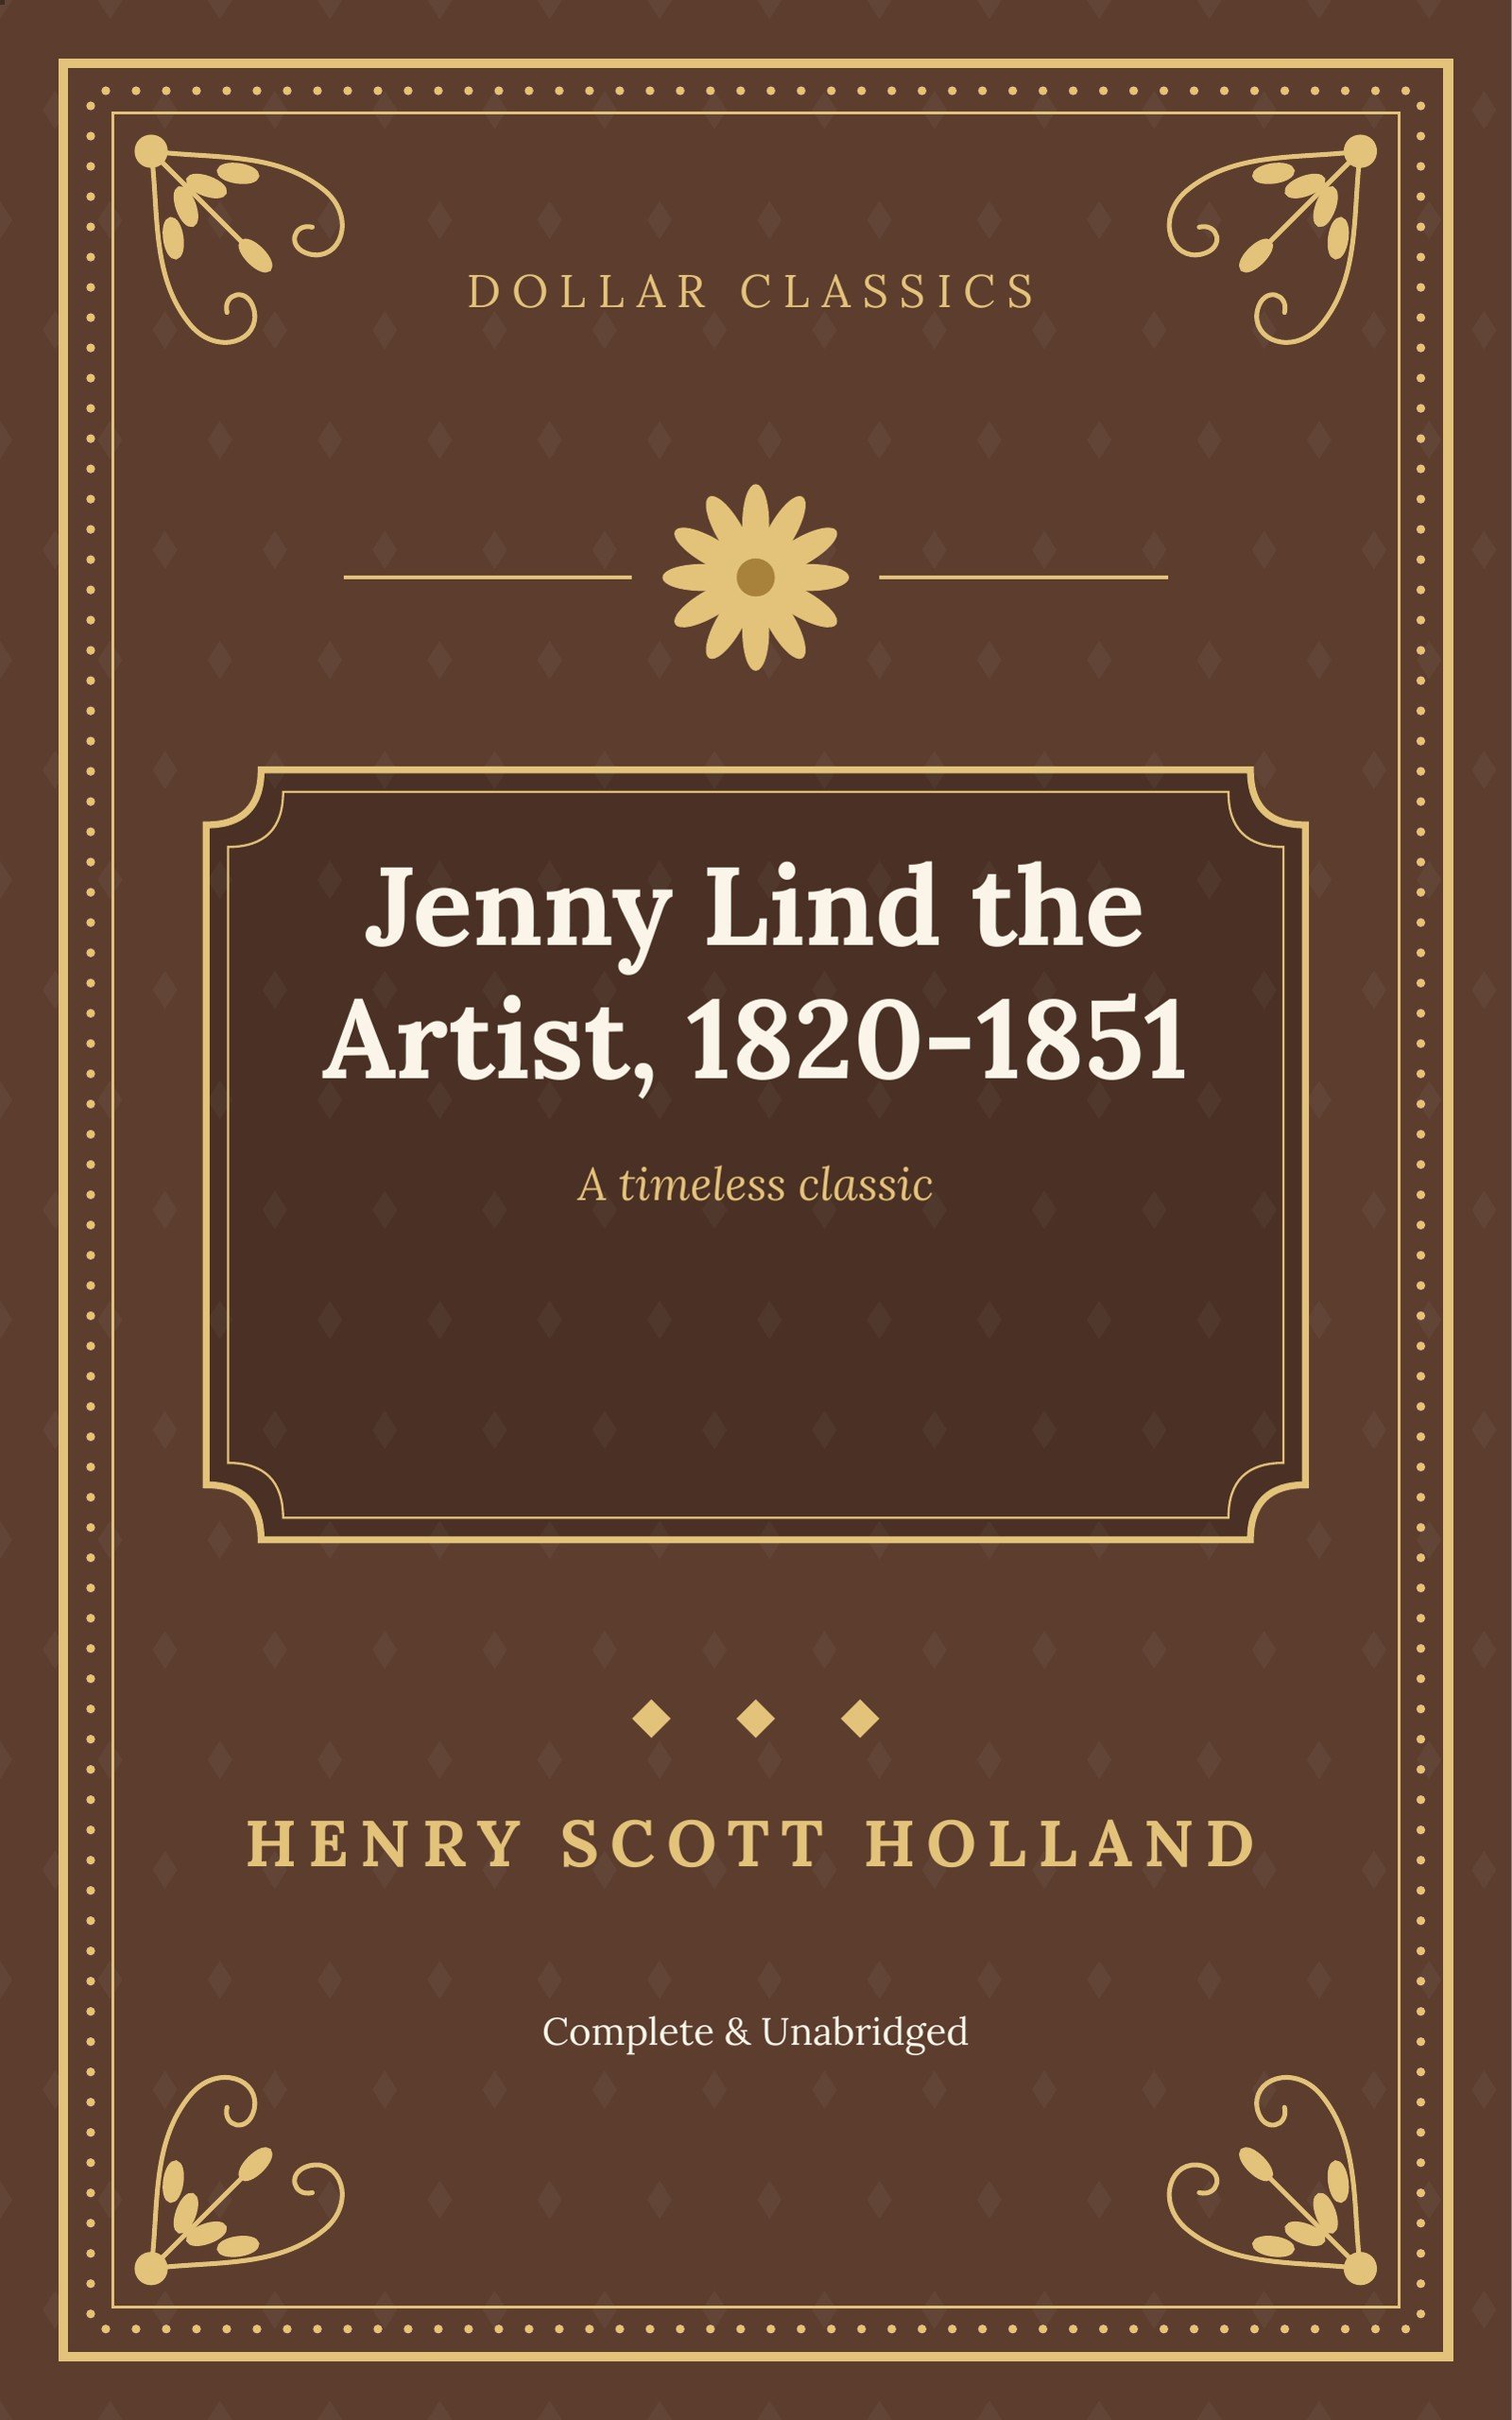 DOLLAR CLASSICS
Jenny Lind the
Artist, 1820–1851
A timeless classic
HENRY SCOTT HOLLAND
Complete & Unabridged